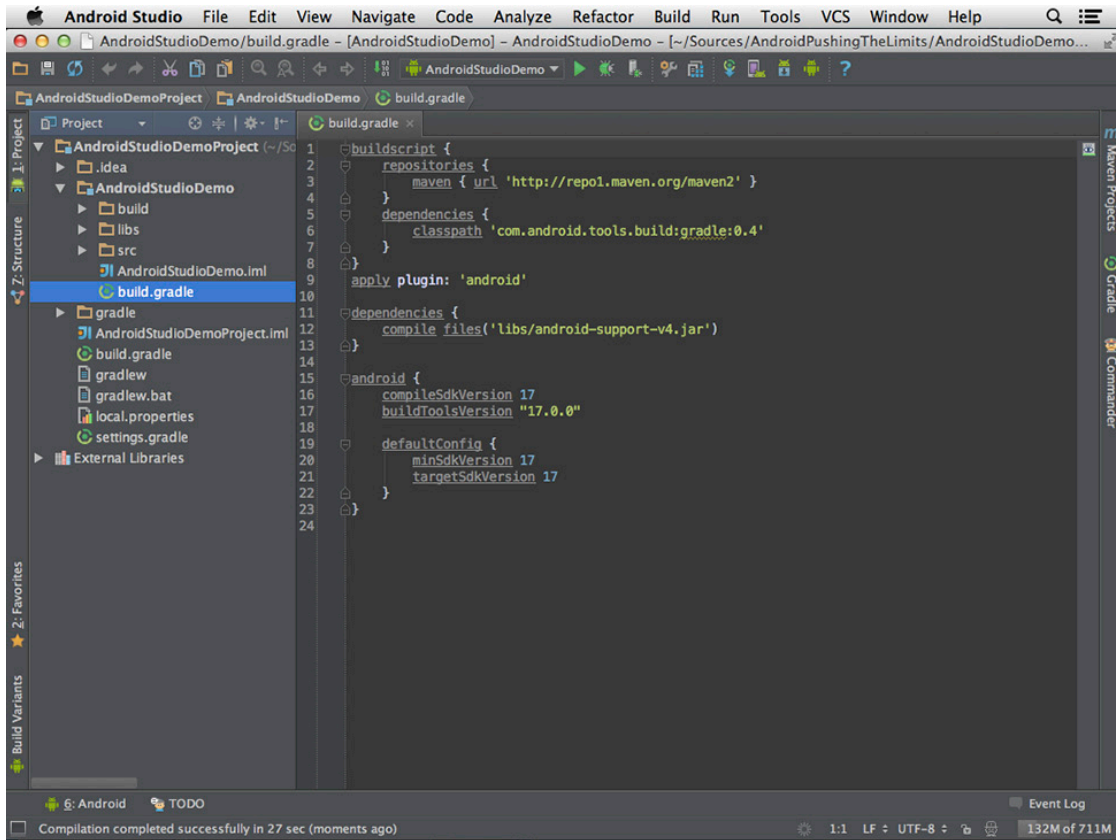 Android Studio File Edit View Navigate Code Analyze Refactor Build Run Tools VCS Window Help
AndroidStudioDemo/build.gradle – [AndroidStudioDemo] – AndroidStudioDemo – [~/Sources/AndroidPushingTheLimits/AndroidStudioDemo...
AndroidStudioDemo
?
AndroidStudioDemoProject AndroidStudioDemo build.gradle
1: Project
Z: Structure
2: Favorites
Build Variants
Project
AndroidStudioDemoProject (~/So
.idea
AndroidStudioDemo
build
libs
src
AndroidStudioDemo.iml
build.gradle
gradle
AndroidStudioDemoProject.iml
build.gradle
gradlew
gradlew.bat
local.properties
settings.gradle
External Libraries
build.gradle ×
1 buildscript {
2 repositories {
3 maven { url 'http://repo1.maven.org/maven2' }
4 }
5 dependencies {
6 classpath 'com.android.tools.build:gradle:0.4'
7 }
8 }
9 apply plugin: 'android'
10
11 dependencies {
12 compile files('libs/android-support-v4.jar')
13 }
14
15 android {
16 compileSdkVersion 17
17 buildToolsVersion "17.0.0"
18
19 defaultConfig {
20 minSdkVersion 17
21 targetSdkVersion 17
22 }
23 }
24
m Maven Projects
Gradle
Commander
6: Android TODO Event Log
Compilation completed successfully in 27 sec (moments ago) 1:1 LF UTF-8 132M of 711M